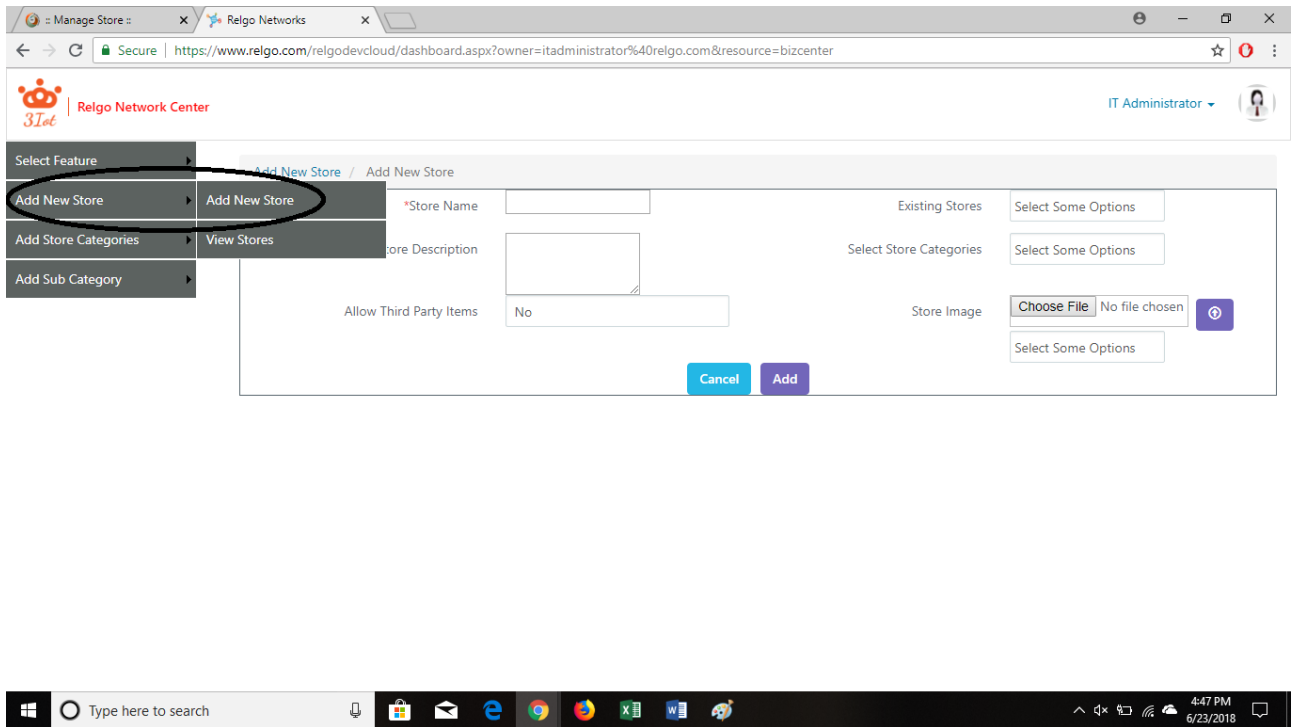 :: Manage Store ::
Relgo Networks
Secure | https://www.relgo.com/relgodevcloud/dashboard.aspx?owner=itadministrator%40relgo.com&resource=bizcenter
3Iot
Relgo Network Center
IT Administrator
Select Feature
Add New Store / Add New Store
Add New Store
Add New Store
*Store Name
Existing Stores
Select Some Options
Add Store Categories
View Stores
tore Description
Select Store Categories
Select Some Options
Add Sub Category
Allow Third Party Items
No
Store Image
Choose File No file chosen
Select Some Options
Cancel
Add
Type here to search
4:47 PM
6/23/2018